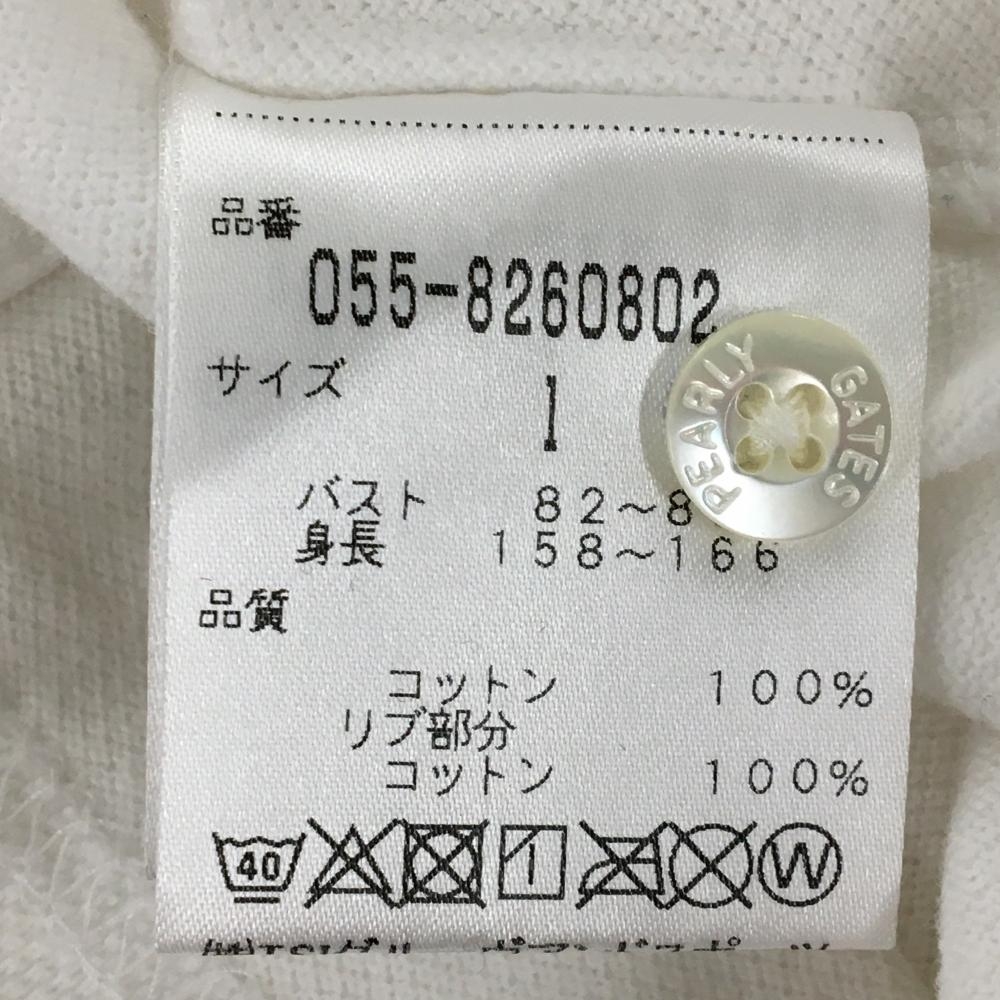 品番
055-8260802
サイズ
1
バスト 82～8
身長 158～166
PEARLY GATES
品質
コットン 100%
リブ部分
コットン 100%
40
W